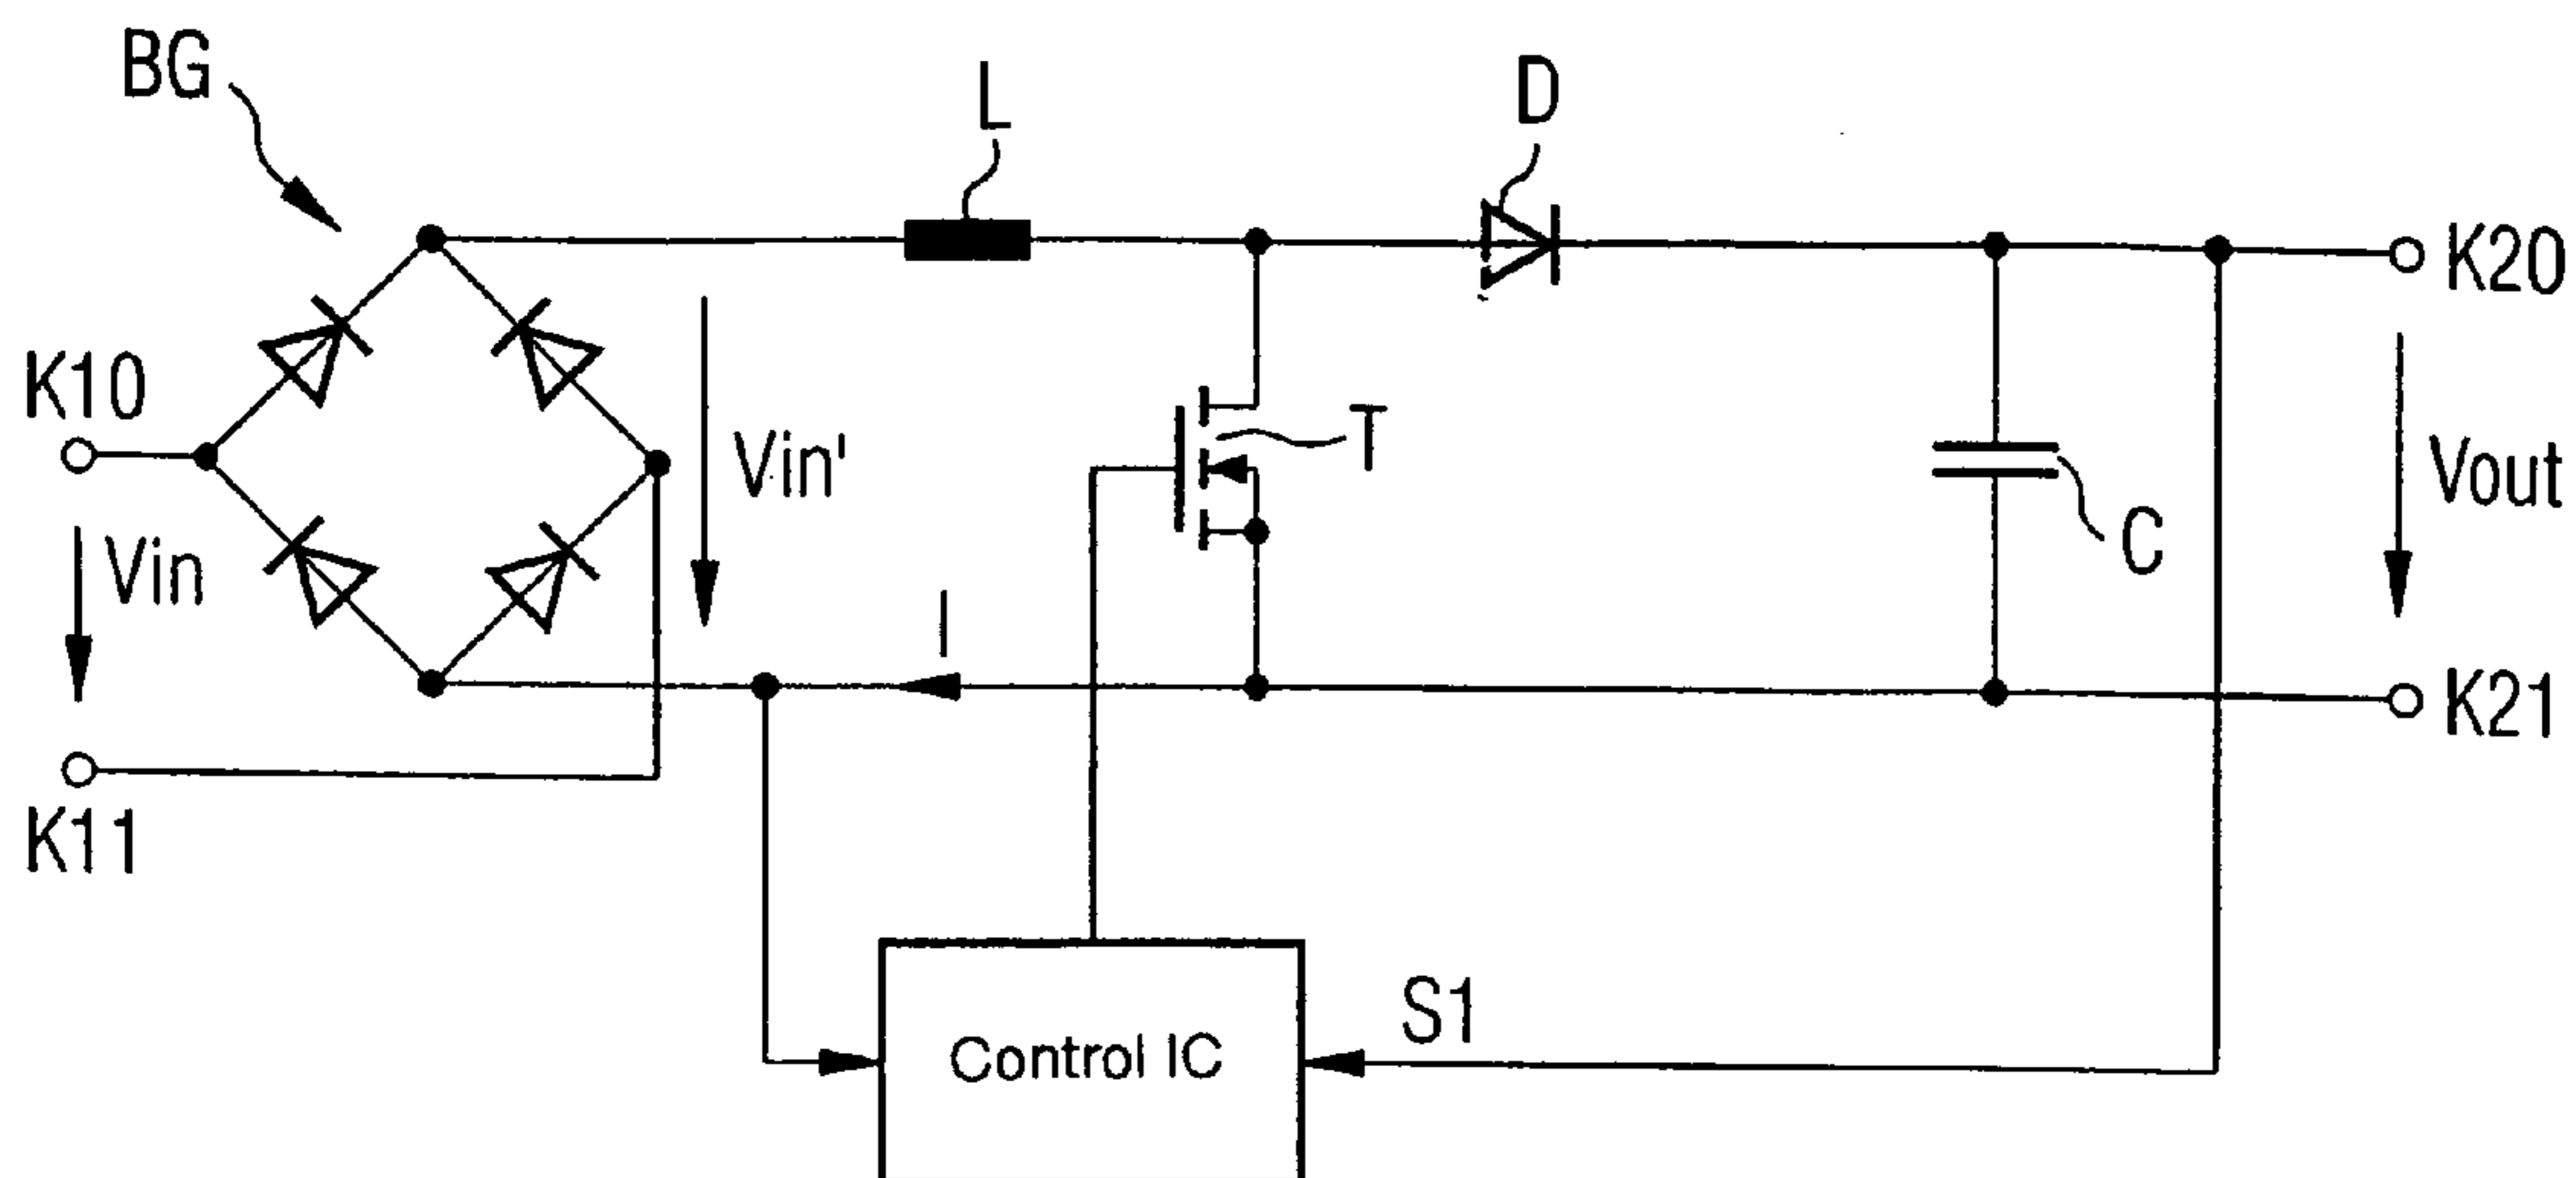 BG
L
D
K20
K10
Vin'
T
Vout
Vin
C
I
K21
K11
S1
Control IC